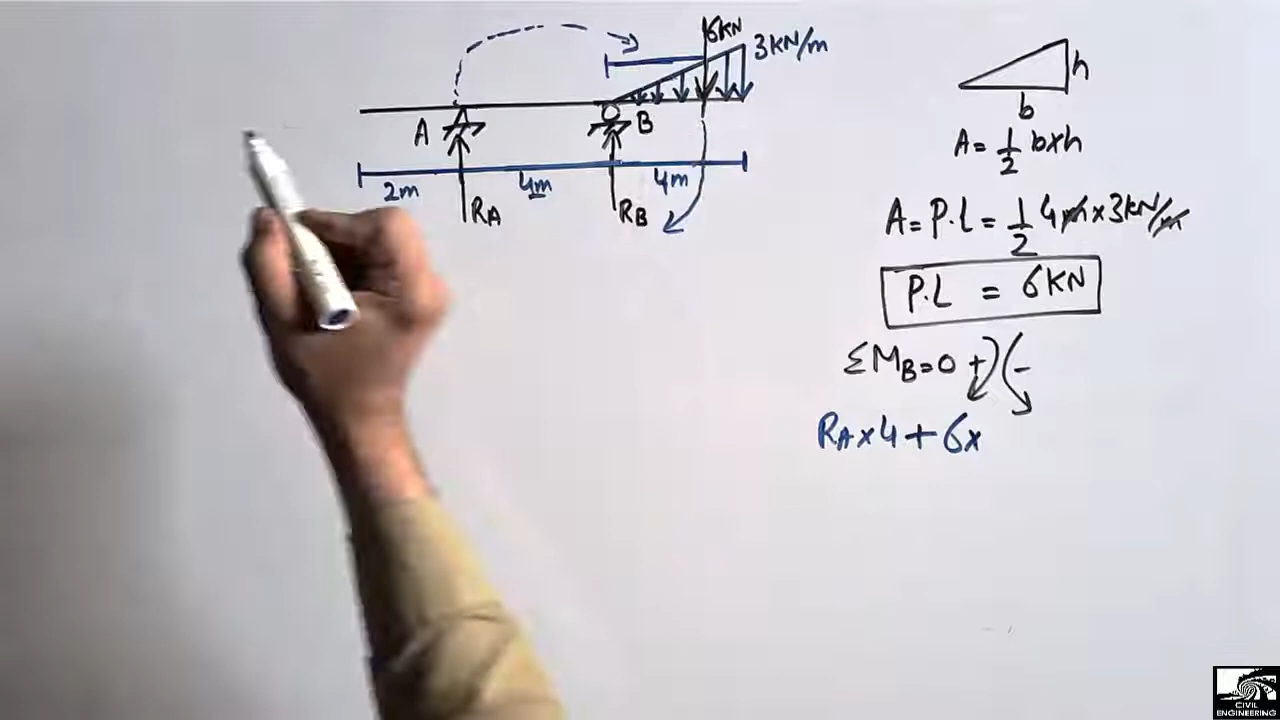 6KN
3KN/m
h
b
A B
A = 1/2 b×h
2m 4m 4m
RA RB
A = P.L = 1/2 4m × 3KN/m
P.L = 6KN
ΣMB=0 +) (-
RA×4 + 6×
CIVIL
ENGINEERING